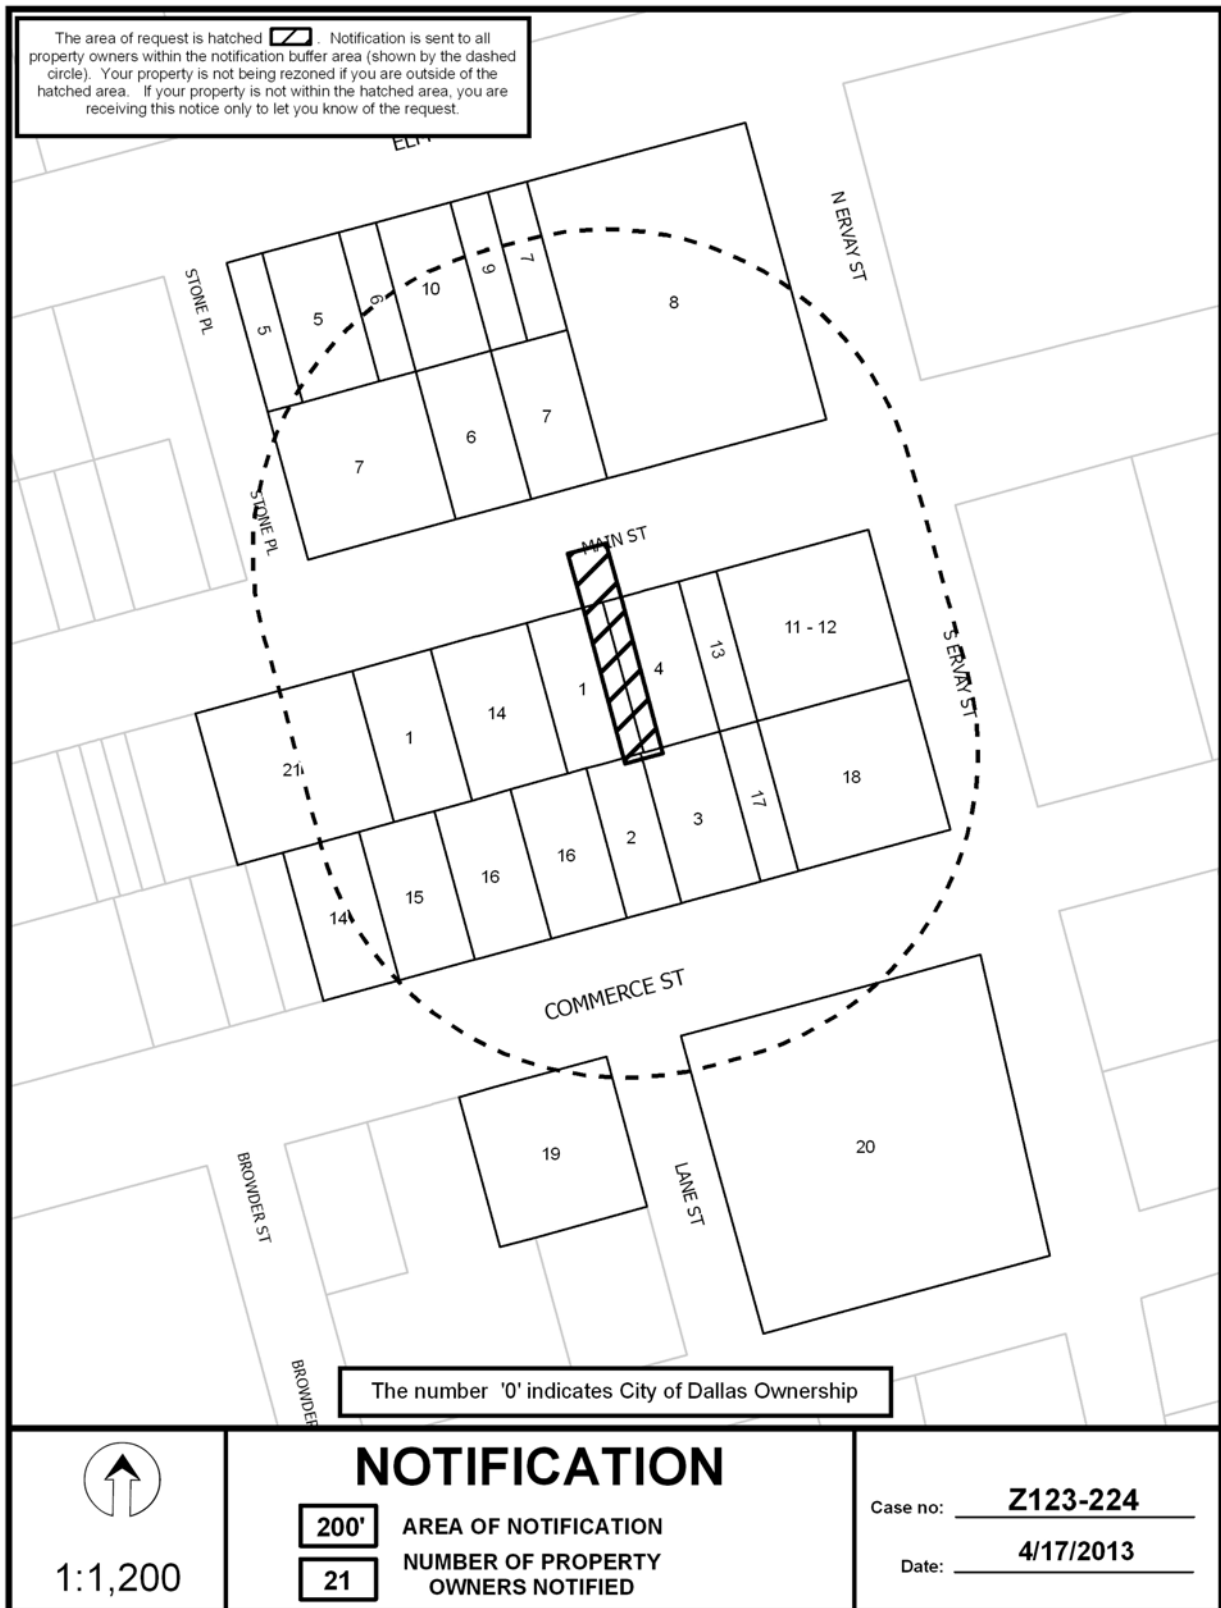 The area of request is hatched . Notification is sent to all
property owners within the notification buffer area (shown by the dashed
circle). Your property is not being rezoned if you are outside of the
hatched area. If your property is not within the hatched area, you are
receiving this notice only to let you know of the request.
N ERVAY ST
STONE PL
5
5
6
10
9
7
8
7
6
7
STONE PL
MAIN ST
11 - 12
13
4
1
14
1
21
S ERVAY ST
18
17
3
2
16
16
15
14
COMMERCE ST
19
20
LANE ST
BROWDER ST
BROWDER
The number '0' indicates City of Dallas Ownership
1:1,200
NOTIFICATION
200' AREA OF NOTIFICATION
21 NUMBER OF PROPERTY
OWNERS NOTIFIED
Case no: Z123-224
Date: 4/17/2013